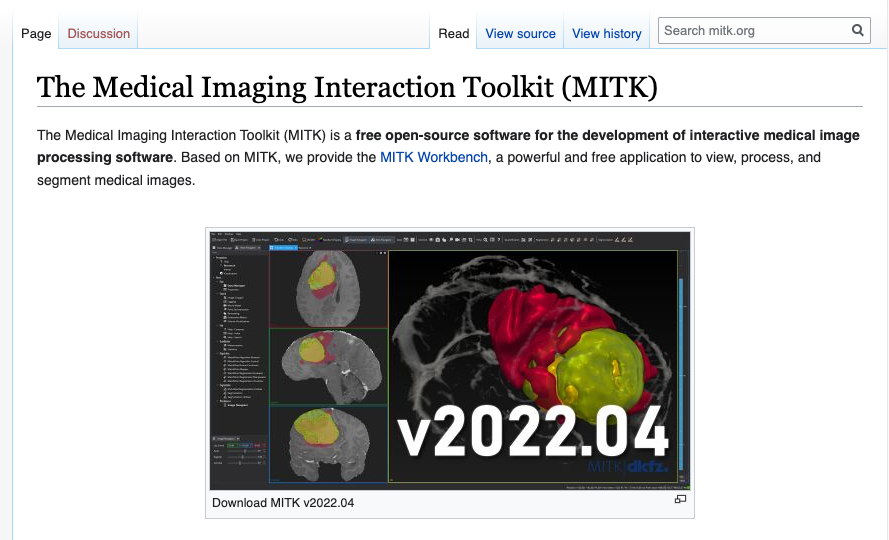 Page
Discussion
Read
View source
View history
Search mitk.org
The Medical Imaging Interaction Toolkit (MITK)
The Medical Imaging Interaction Toolkit (MITK) is a free open-source software for the development of interactive medical image
processing software. Based on MITK, we provide the MITK Workbench, a powerful and free application to view, process, and
segment medical images.
v2022.04
MITK dkfz.
Download MITK v2022.04